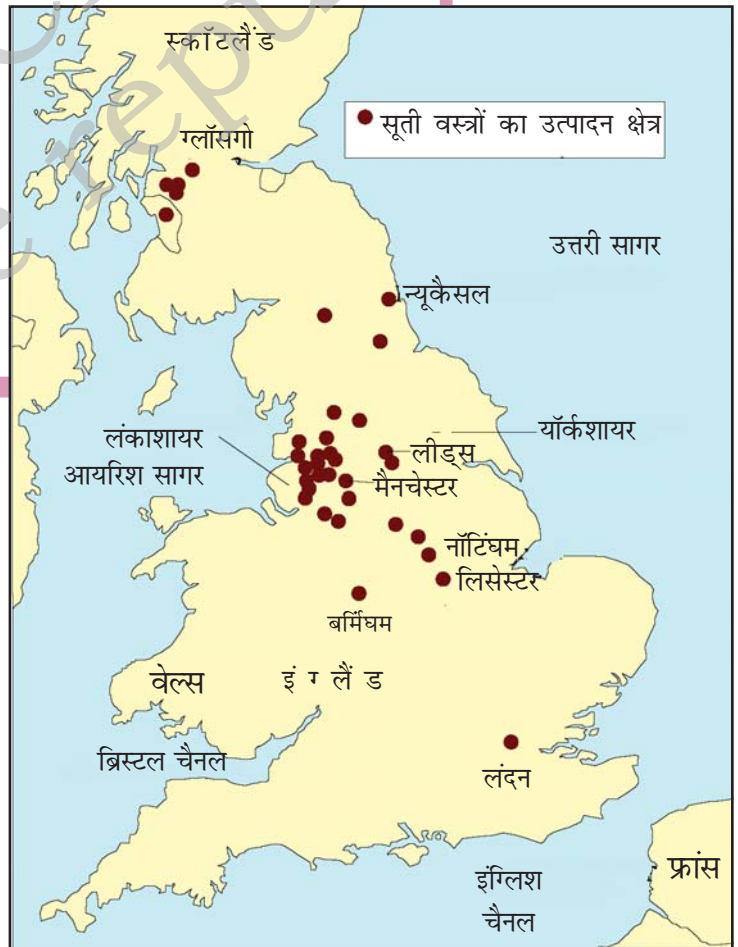 स्कॉटलैंड
सूती वस्त्रों का उत्पादन क्षेत्र
ग्लॉसगो
उत्तरी सागर
न्यूकैसल
यॉर्कशायर
लंकाशायर
लीड्स
आयरिश सागर
मैनचेस्टर
नॉटिंघम
लिसेस्टर
बर्मिंघम
वेल्स
इंग्लैंड
ब्रिस्टल चैनल
लंदन
फ्रांस
इंग्लिश
चैनल